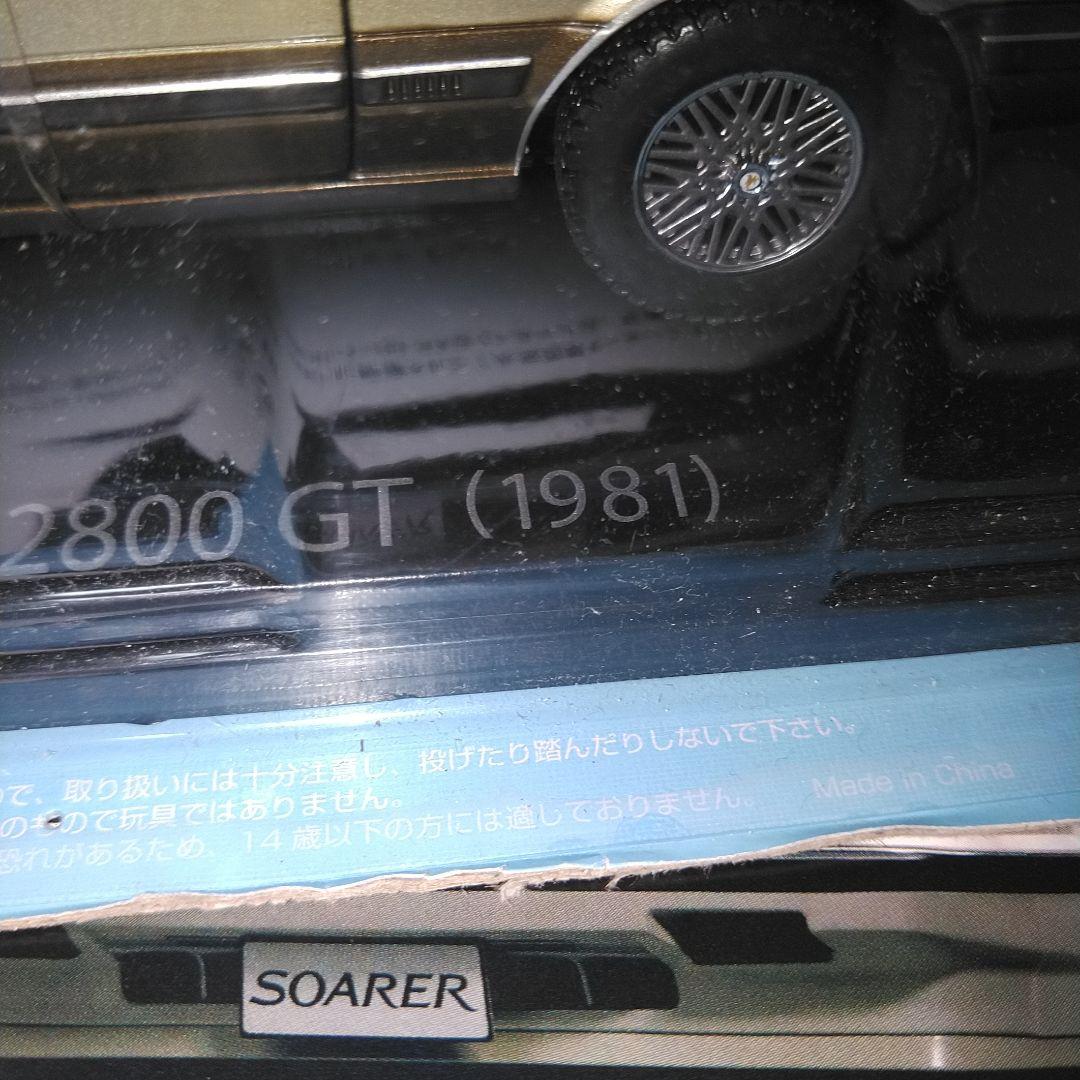 2800 GT（1981）
ので、取り扱いには十分注意し、投げたり踏んだりしないで下さい。
のもので玩具ではありません。
恐れがあるため、14 歳以下の方には適しておりません。 Made in China
SOARER